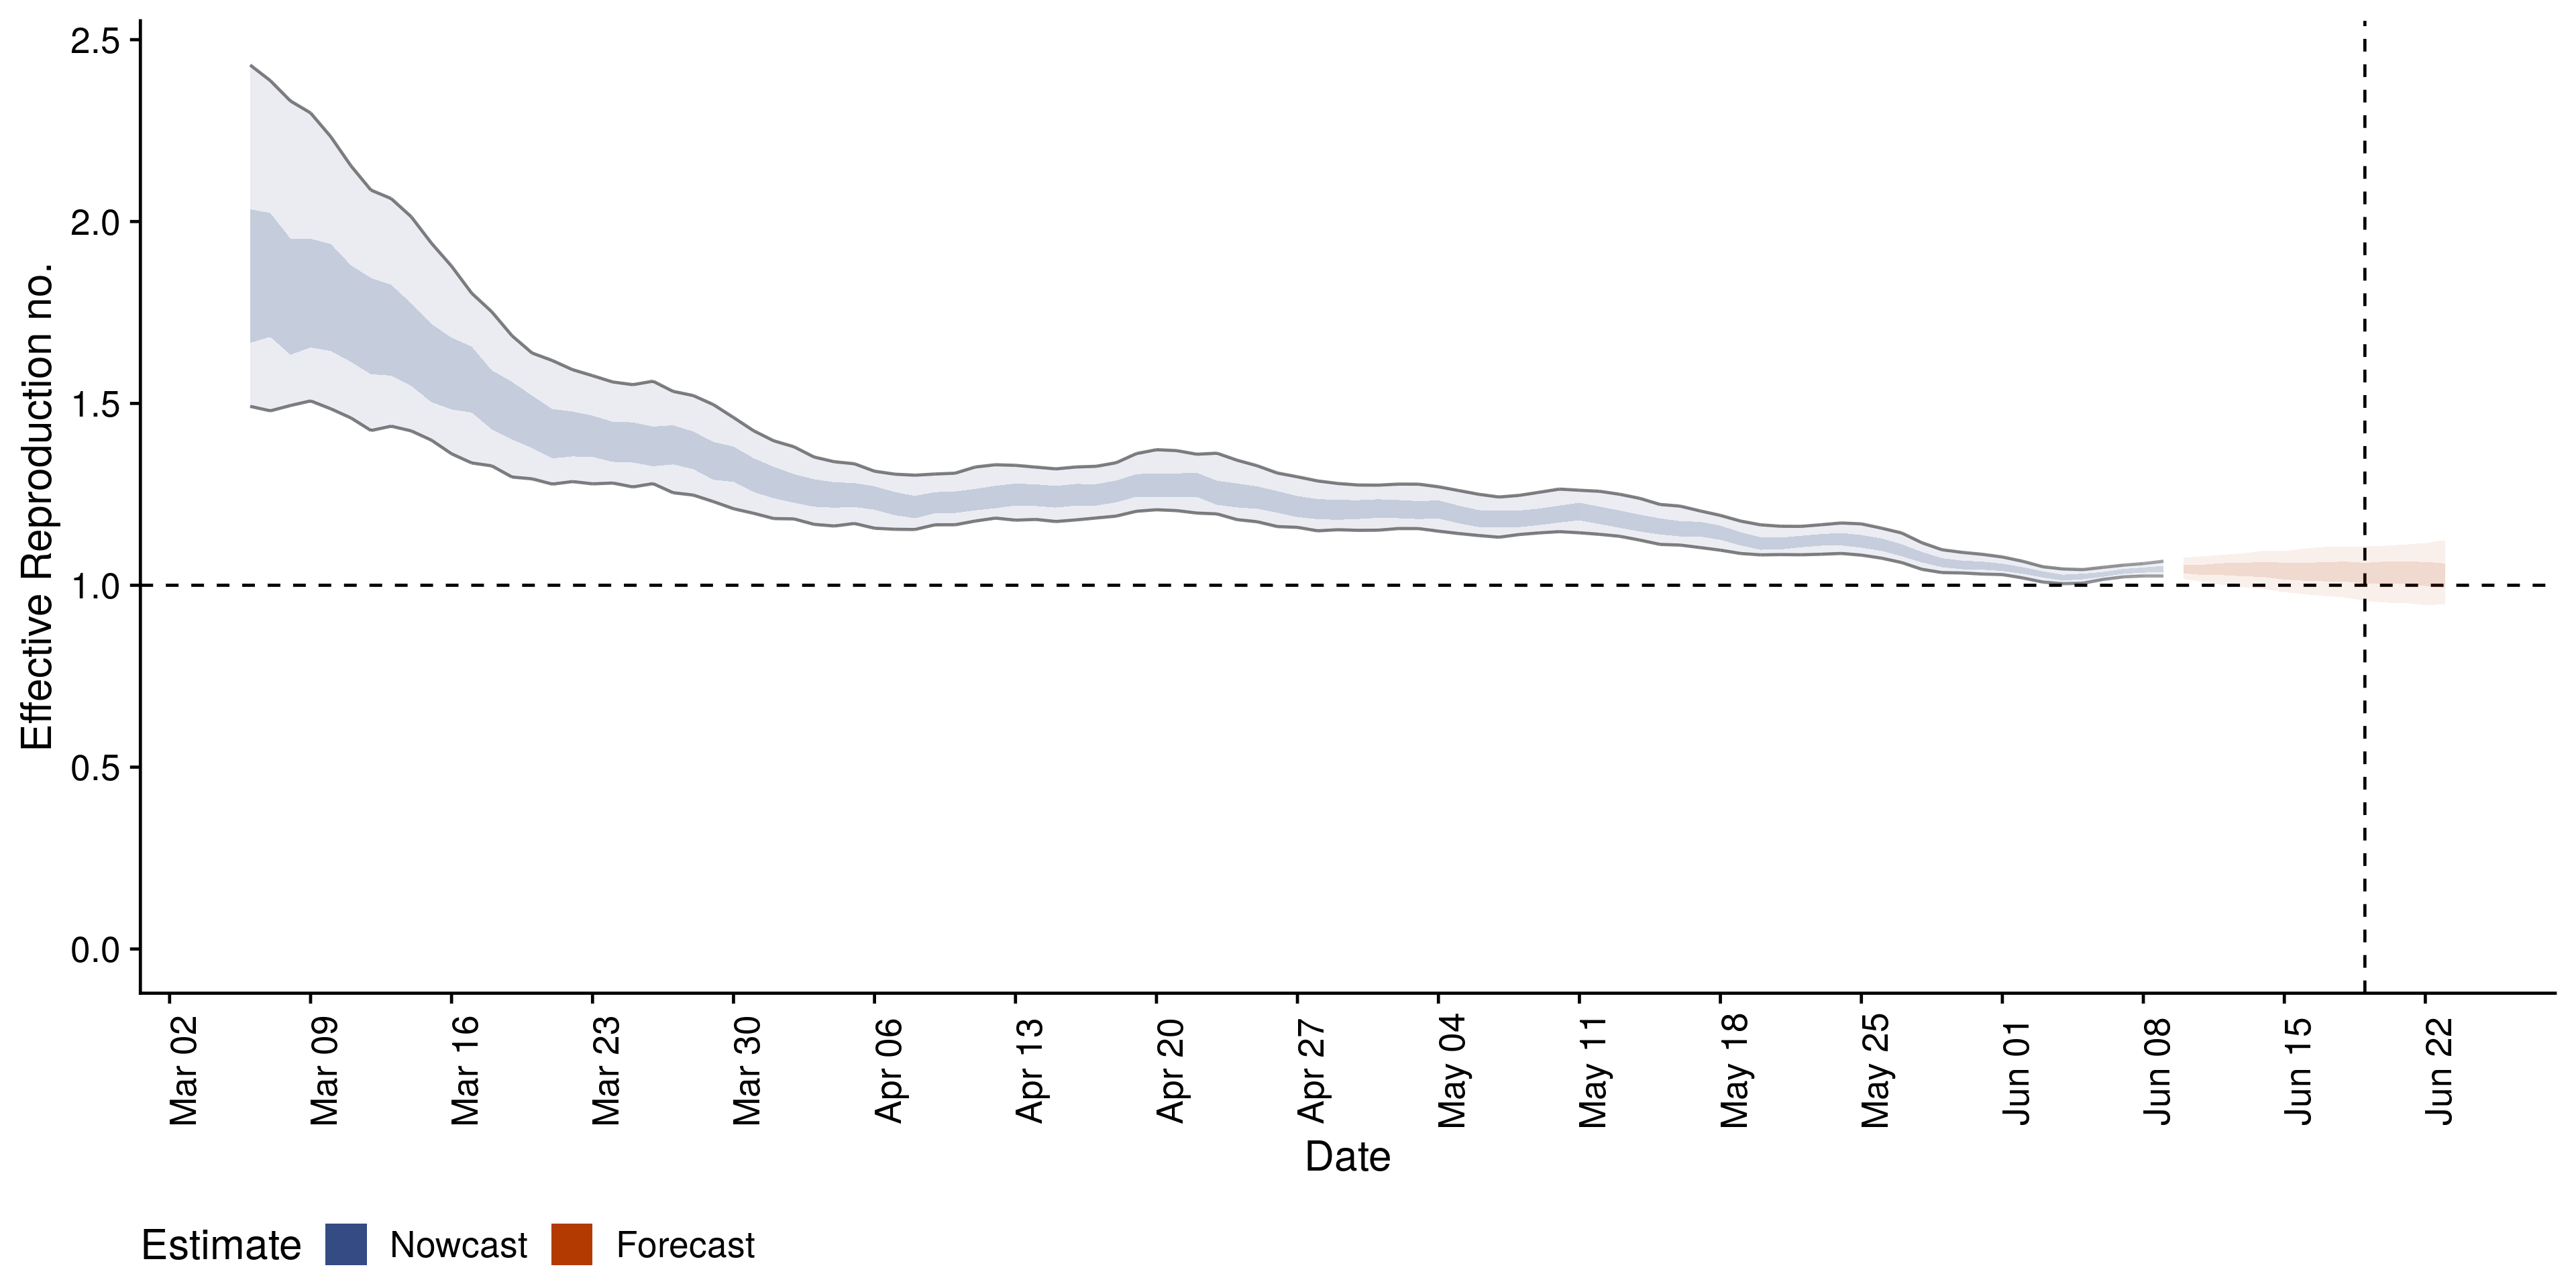 Effective Reproduction no.
2.5
2.0
1.5
1.0
0.5
0.0
Mar 02
Mar 09
Mar 16
Mar 23
Mar 30
Apr 06
Apr 13
Apr 20
Apr 27
May 04
May 11
May 18
May 25
Jun 01
Jun 08
Jun 15
Jun 22
Date
Estimate Nowcast Forecast